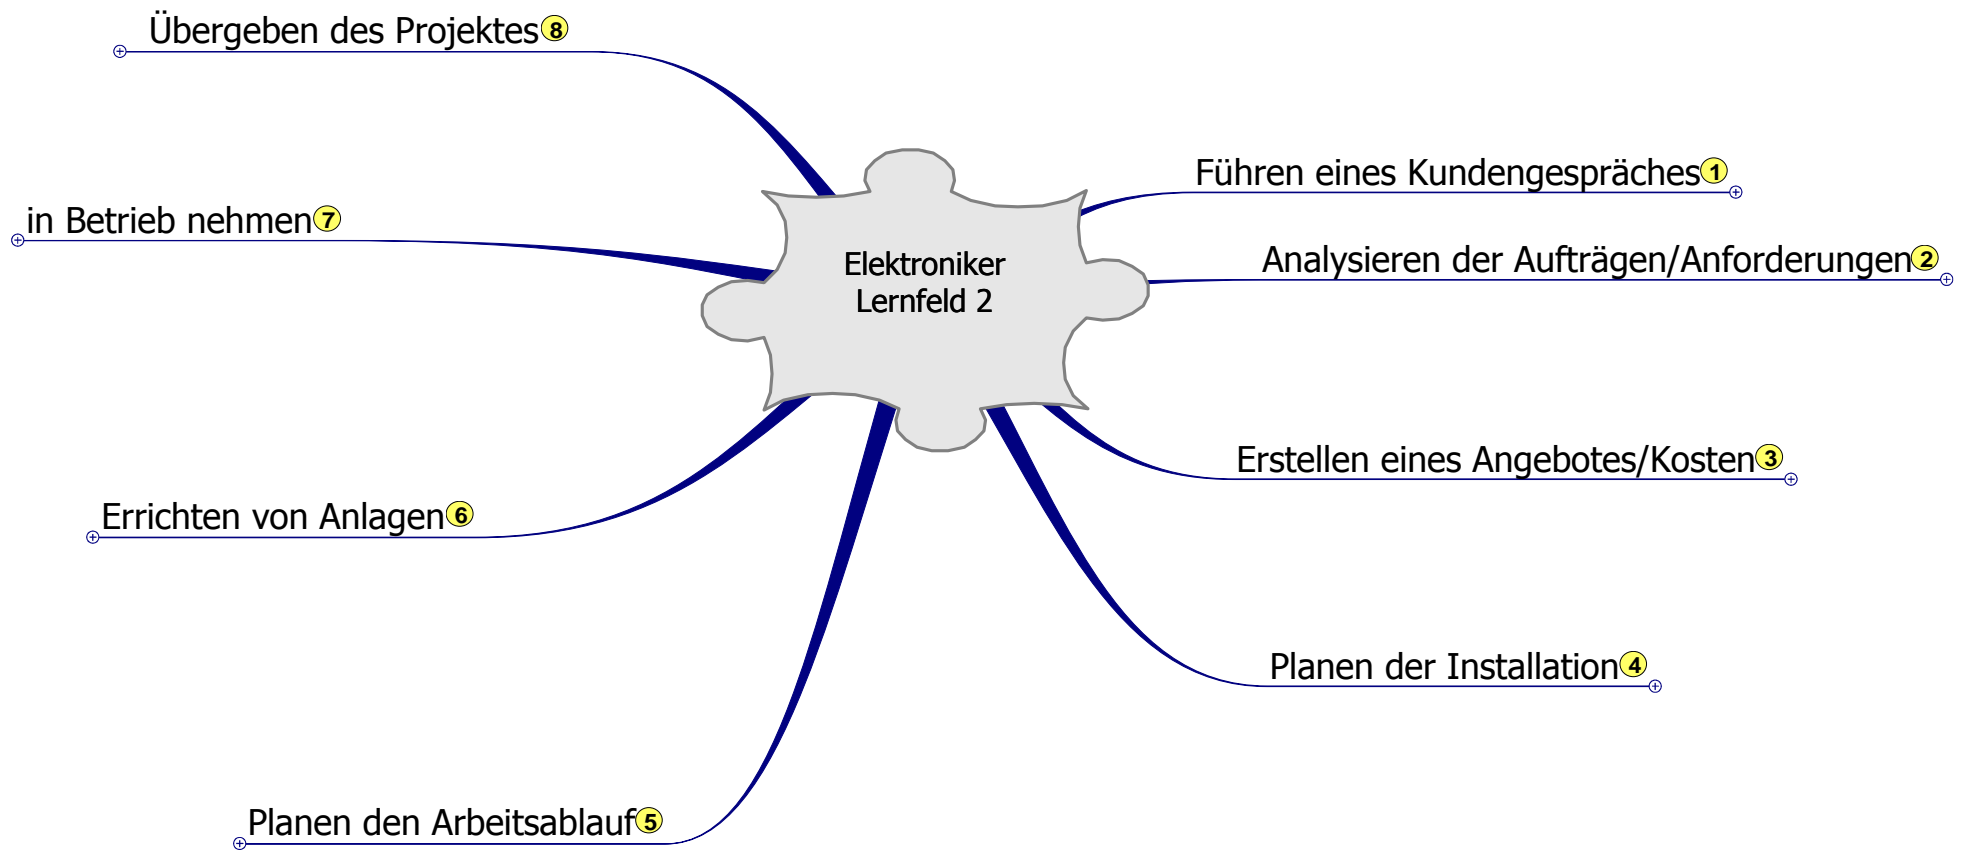 Elektroniker
Lernfeld 2
Führen eines Kundengespräches 1
Analysieren der Aufträgen/Anforderungen 2
Erstellen eines Angebotes/Kosten 3
Planen der Installation 4
Planen den Arbeitsablauf 5
Errichten von Anlagen 6
in Betrieb nehmen 7
Übergeben des Projektes 8